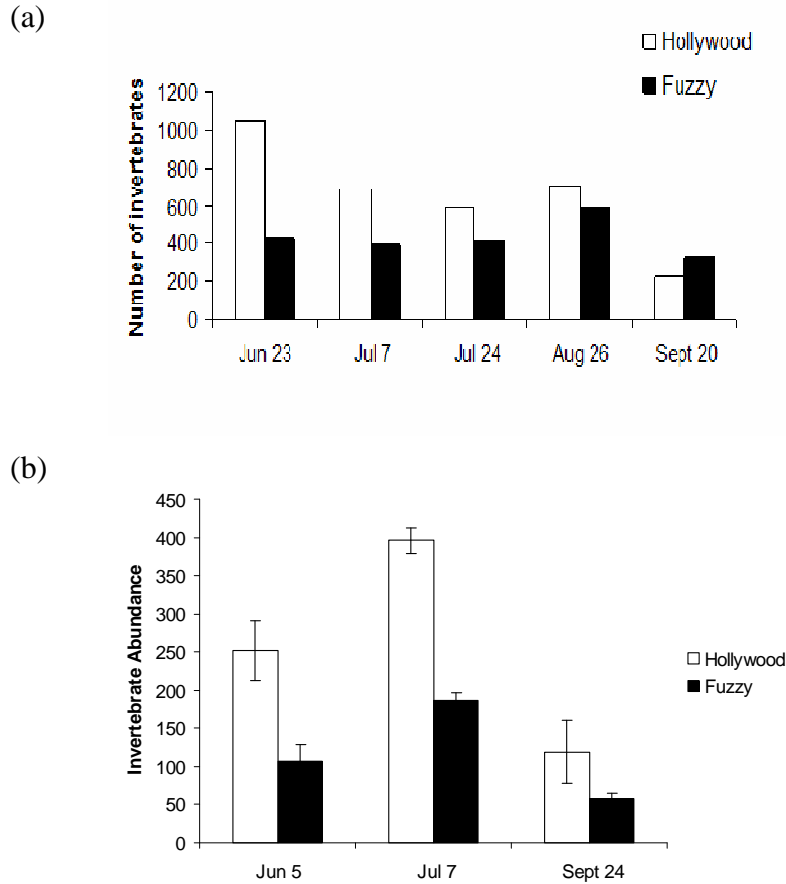 (a)
Hollywood
Fuzzy
Number of invertebrates
1200
1000
800
600
400
200
0
Jun 23 Jul 7 Jul 24 Aug 26 Sept 20
(b)
Invertebrate Abundance
450
400
350
300
250
200
150
100
50
0
Hollywood
Fuzzy
Jun 5 Jul 7 Sept 24